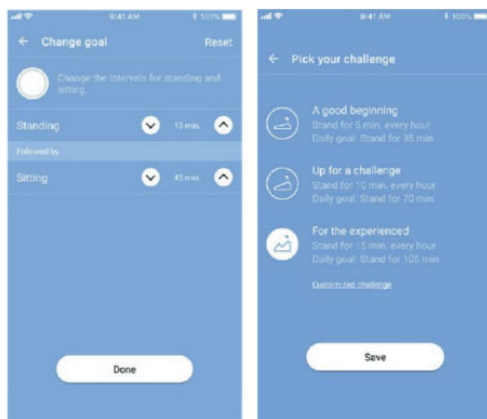 9:41 AM
100%
Change goal
Reset
Change the intervals for standing and
sitting.
Standing
15 min.
Followed by
Sitting
45 min.
Done
9:41 AM
100%
Pick your challenge
A good beginning
Stand for 5 min. every hour
Daily goal: Stand for 35 min.
Up for a challenge
Stand for 10 min. every hour
Daily goal: Stand for 70 min.
For the experienced
Stand for 15 min. every hour
Daily goal: Stand for 105 min.
Customized challenge
Save